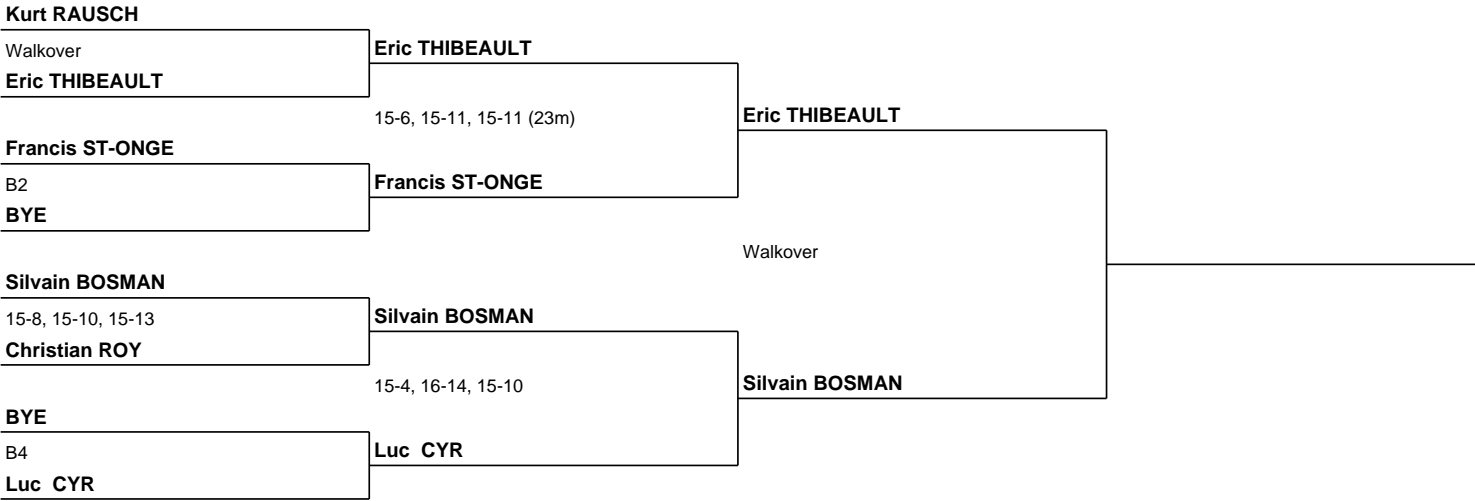 Kurt RAUSCH
Walkover
Eric THIBEAULT
Eric THIBEAULT
15-6, 15-11, 15-11 (23m)
Eric THIBEAULT
Francis ST-ONGE
B2
Francis ST-ONGE
BYE
Walkover
Silvain BOSMAN
15-8, 15-10, 15-13
Silvain BOSMAN
Christian ROY
15-4, 16-14, 15-10
Silvain BOSMAN
BYE
B4
Luc  CYR
Luc  CYR